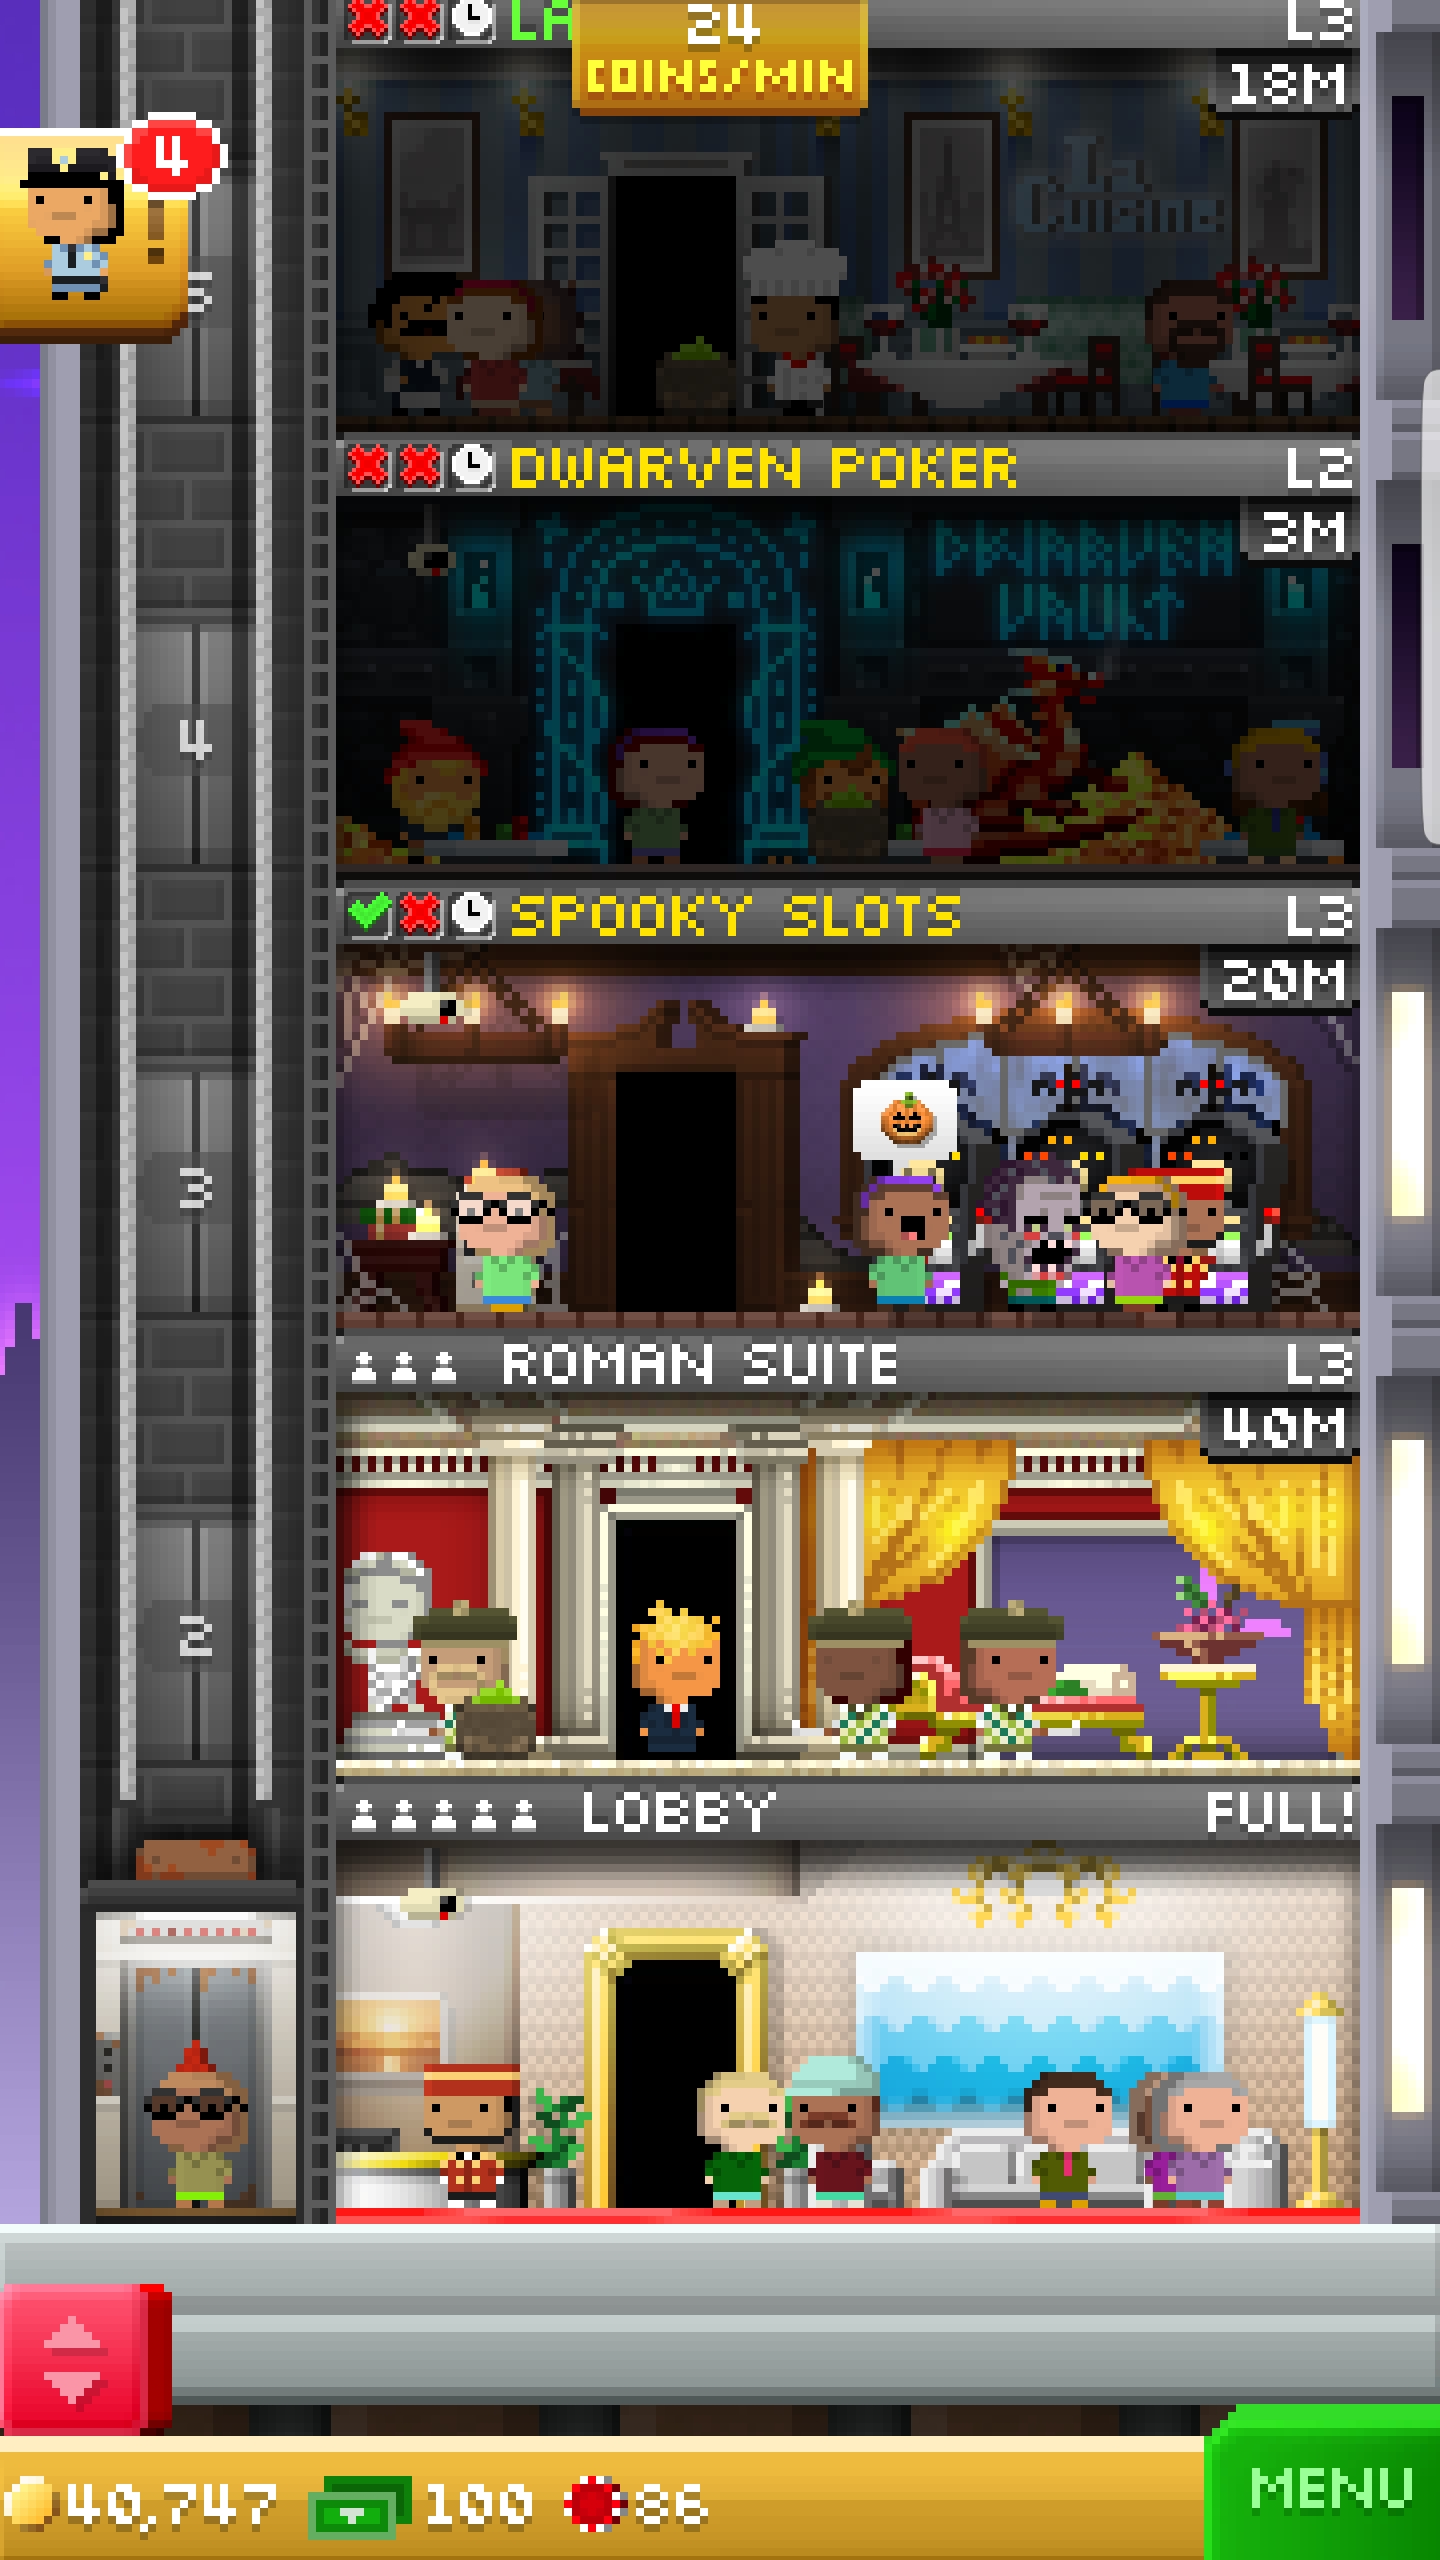 LA
L3
24
COINS/MIN
18M
4
!
La
Cuisine
5
DWARVEN POKER
L2
3M
DWARVEN
VAULT
4
SPOOKY SLOTS
L3
20M
3
ROMAN SUITE
L3
40M
2
LOBBY
FULL!
40,747
100
86
MENU